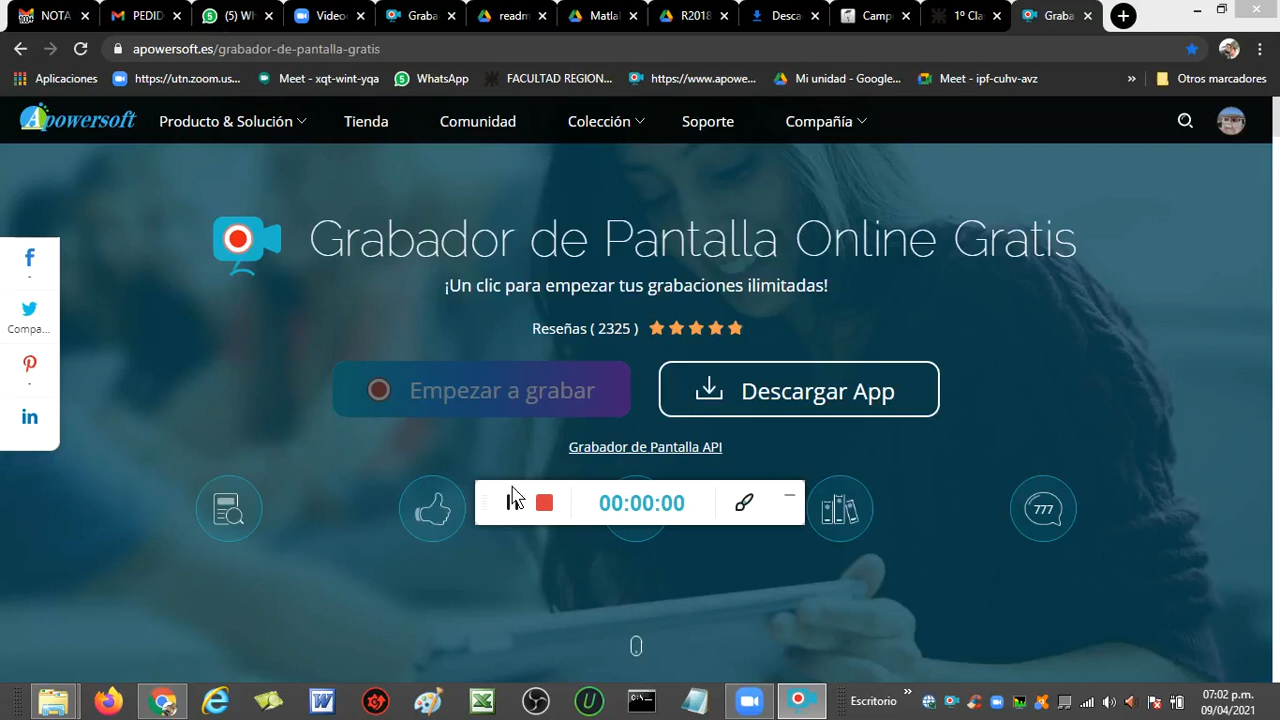 NOTA
PEDID
(5) W
Videoc
Graba
readm
Matlal
R2018
Desca
Camp
1º Cla
Graba
apowersoft.es/grabador-de-pantalla-gratis
Aplicaciones
https://utn.zoom.us...
Meet - xqt-wint-yqa
WhatsApp
FACULTAD REGION...
https://www.apowe...
Mi unidad - Google...
Meet - ipf-cuhv-avz
»
Otros marcadores
Apowersoft
Producto & Solución
Tienda
Comunidad
Colección
Soporte
Compañía
Grabador de Pantalla Online Gratis
¡Un clic para empezar tus grabaciones ilimitadas!
Reseñas ( 2325 )
Compa...
Empezar a grabar
Descargar App
Grabador de Pantalla API
00:00:00
777
Escritorio
»
07:02 p.m.
09/04/2021